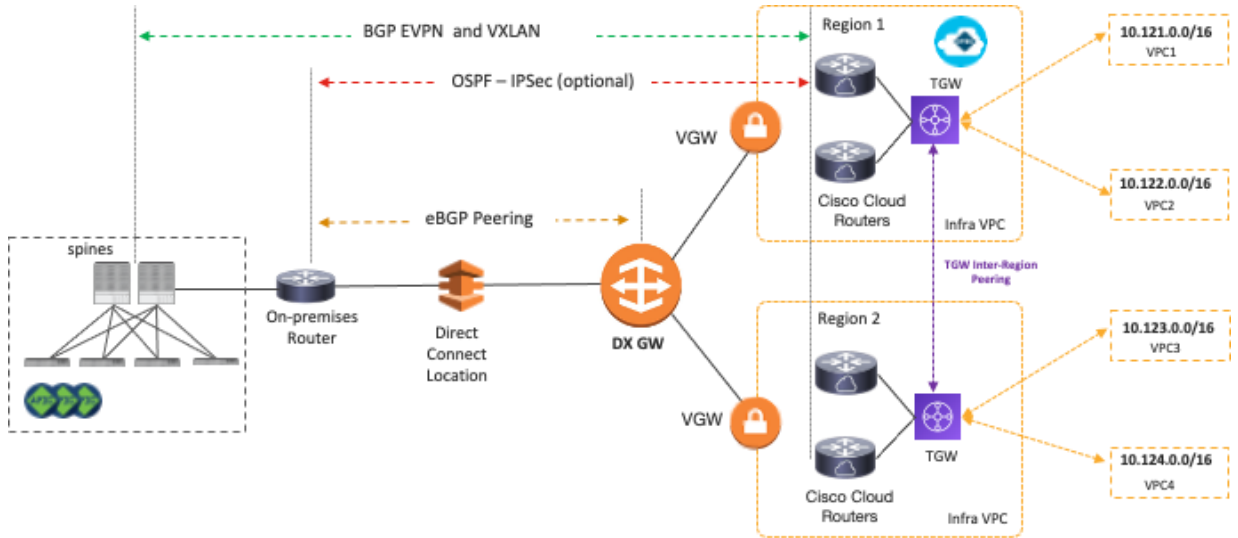 BGP EVPN and VXLAN
OSPF – IPSec (optional)
eBGP Peering
spines
On-premises
Router
Direct
Connect
Location
DX GW
VGW
VGW
Region 1
TGW
Cisco Cloud
Routers
Infra VPC
TGW Inter-Region
Peering
Region 2
TGW
Cisco Cloud
Routers
Infra VPC
10.121.0.0/16
VPC1
10.122.0.0/16
VPC2
10.123.0.0/16
VPC3
10.124.0.0/16
VPC4